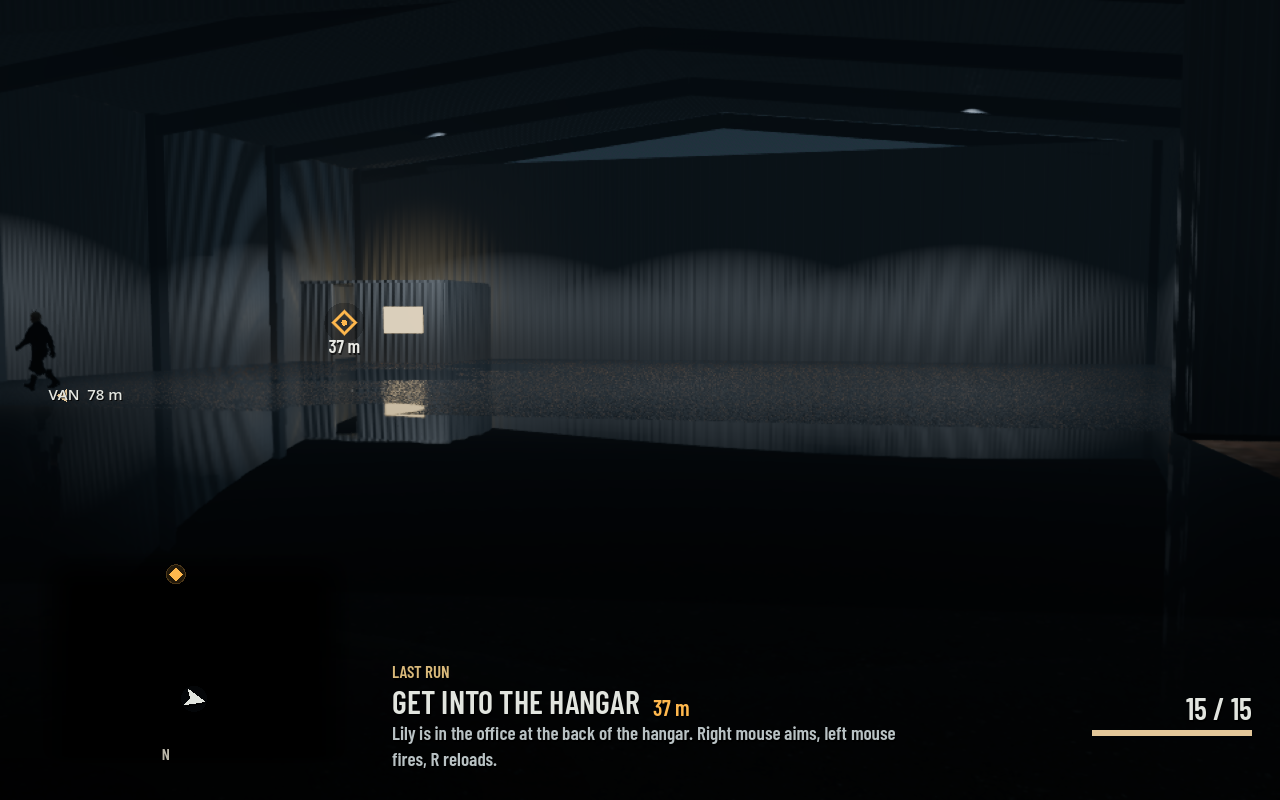 37 m
VAN 78 m
LAST RUN
GET INTO THE HANGAR 37 m
Lily is in the office at the back of the hangar. Right mouse aims, left mouse
fires, R reloads.
15 / 15
N